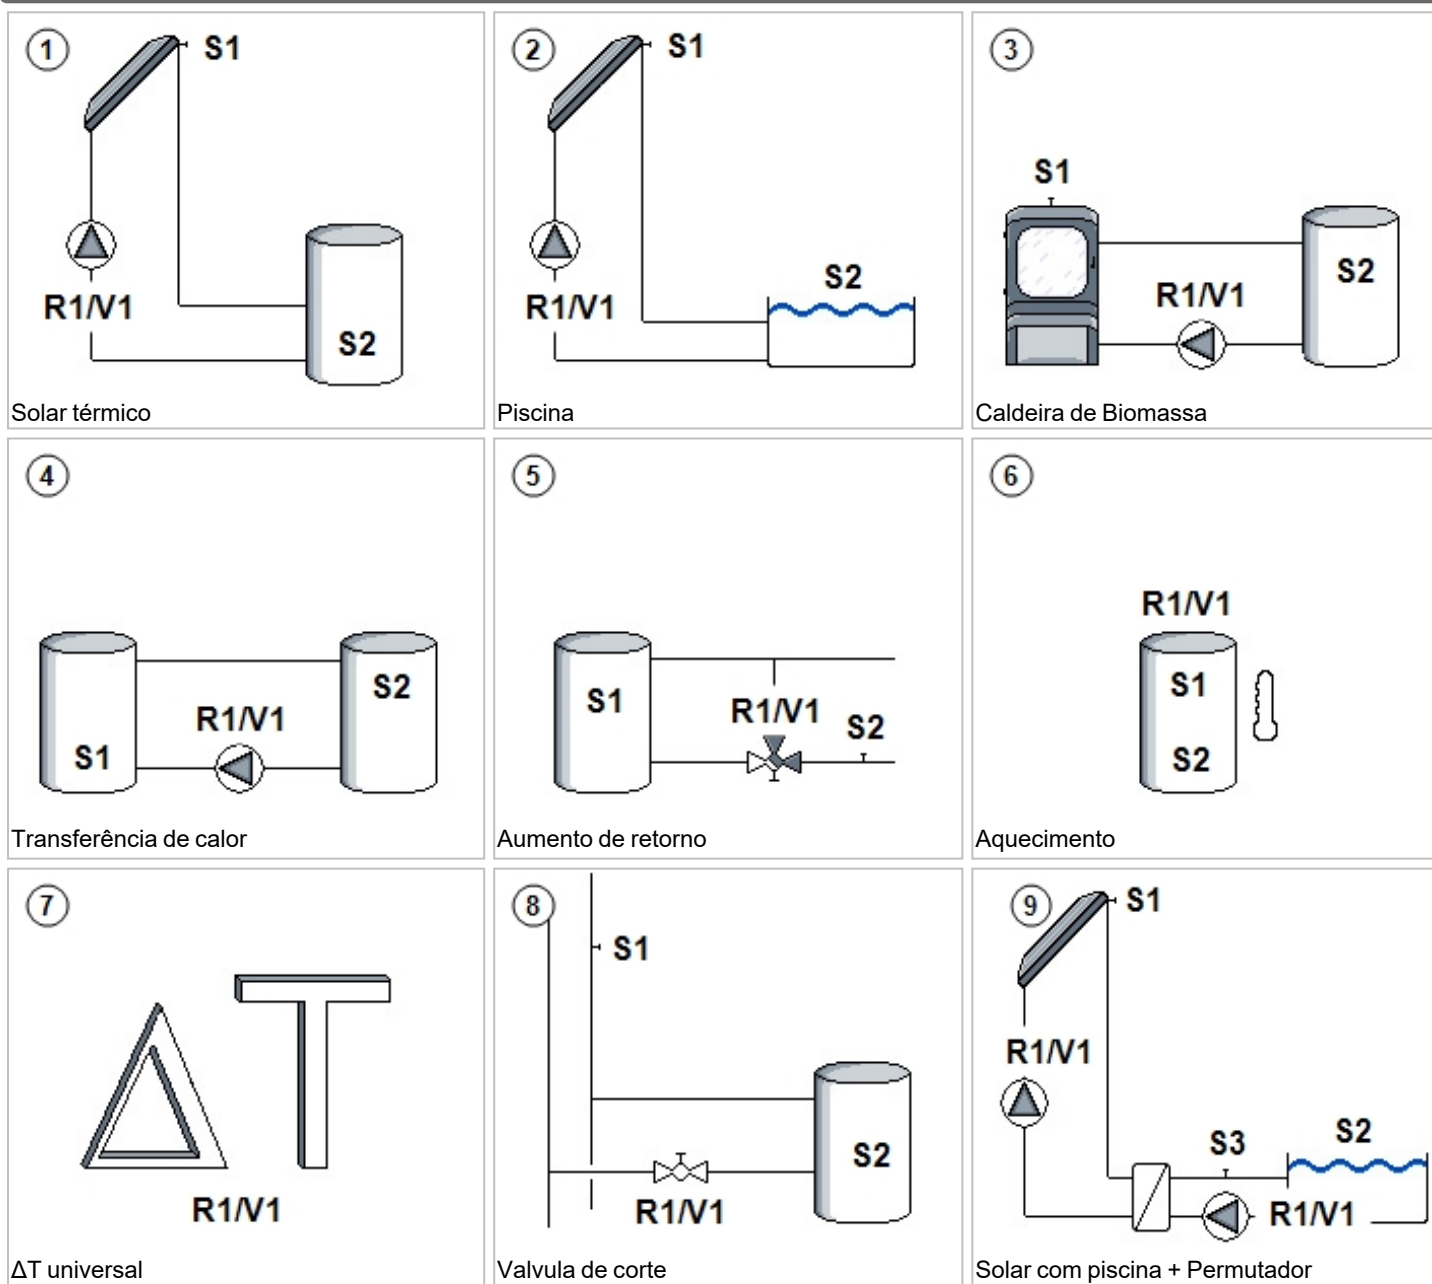 1
S1
R1/V1
S2
Solar térmico
2
S1
S2
R1/V1
Piscina
3
S1
S2
R1/V1
Caldeira de Biomassa
4
S2
R1/V1
S1
Transferência de calor
5
S1
R1/V1
S2
Aumento de retorno
6
R1/V1
S1
S2
Aquecimento
7
ΔT
R1/V1
ΔT universal
8
S1
S2
R1/V1
Valvula de corte
9
S1
R1/V1
S3
S2
R1/V1
Solar com piscina + Permutador